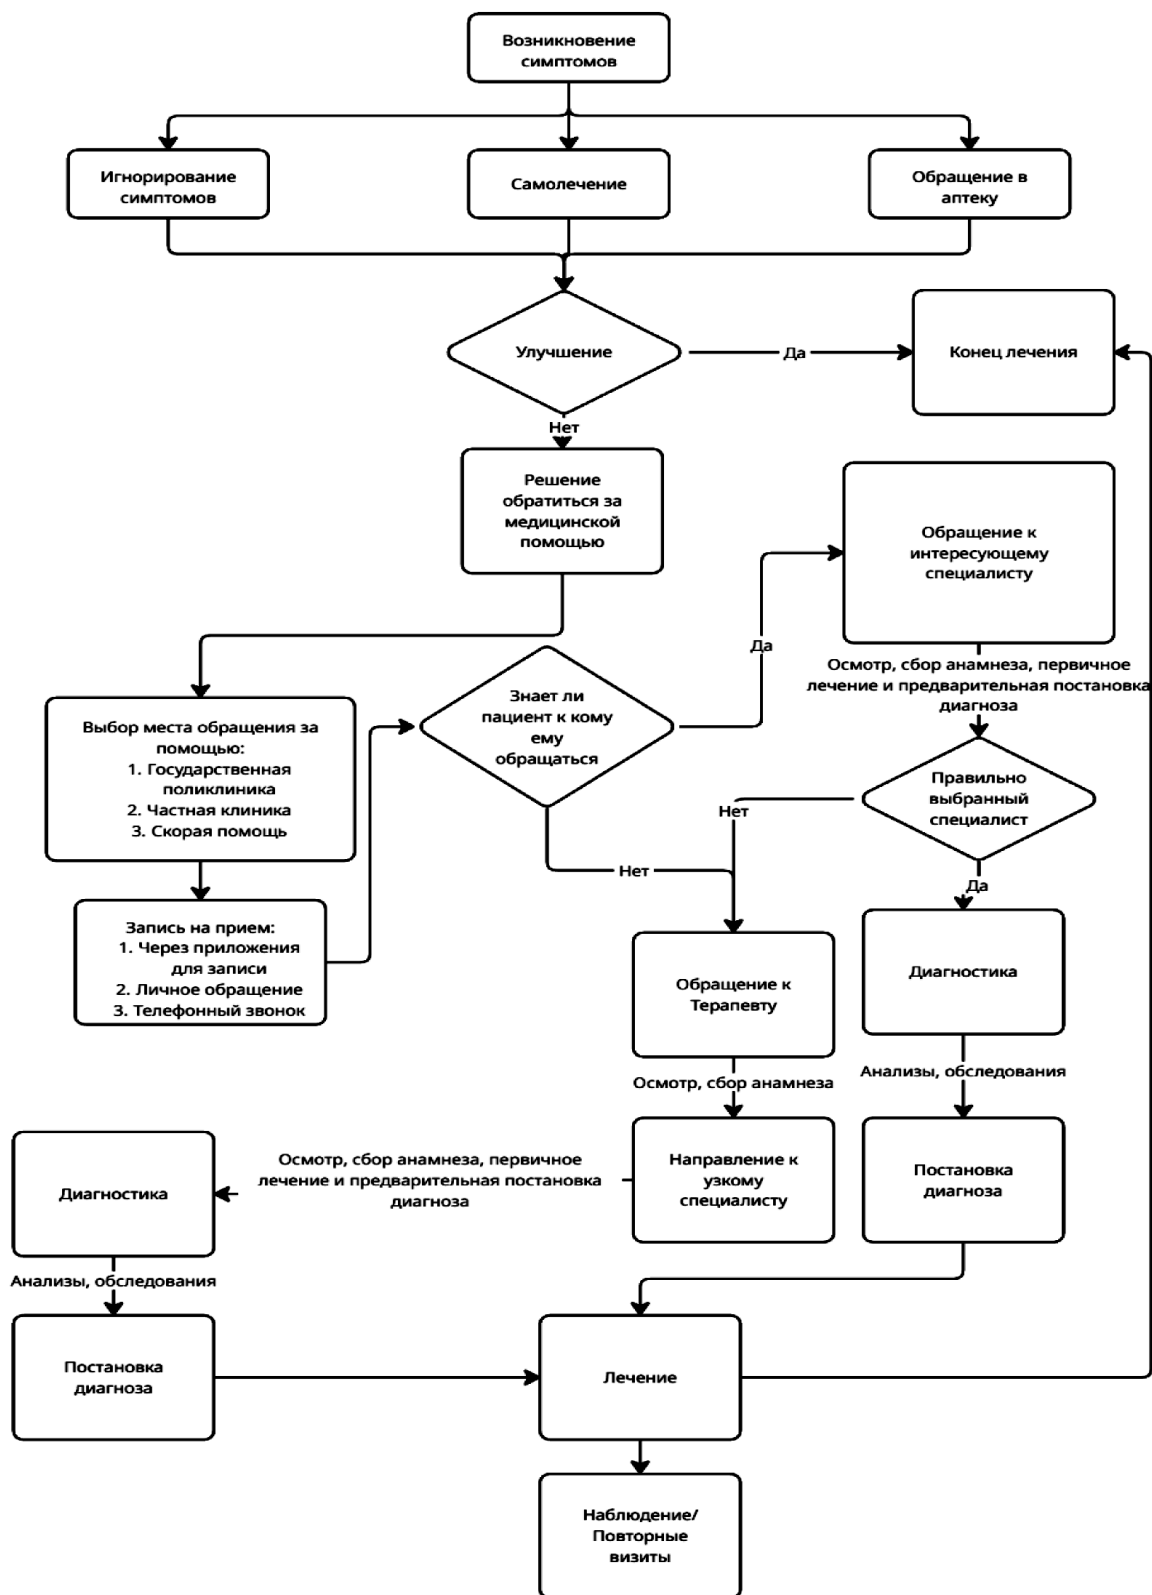 Возникновение
симптомов
Игнорирование
симптомов
Самолечение
Обращение в
аптеку
Улучшение
Да
Конец лечения
Нет
Решение
обратиться за
медицинской
помощью
Обращение к
интересующему
специалисту
Да
Осмотр, сбор анамнеза, первичное
лечение и предварительная постановка
диагноза
Знает ли
пациент к кому
ему
обращаться
Выбор места обращения за
помощью:
1. Государственная
поликлиника
2. Частная клиника
3. Скорая помощь
Правильно
выбранный
специалист
Нет
Нет
Да
Запись на прием:
1. Через приложения
для записи
2. Личное обращение
3. Телефонный звонок
Обращение к
Терапевту
Диагностика
Осмотр, сбор анамнеза
Анализы, обследования
Направление к
узкому
специалисту
Постановка
диагноза
Осмотр, сбор анамнеза, первичное
лечение и предварительная постановка
диагноза
Диагностика
Анализы, обследования
Постановка
диагноза
Лечение
Наблюдение/
Повторные
визиты